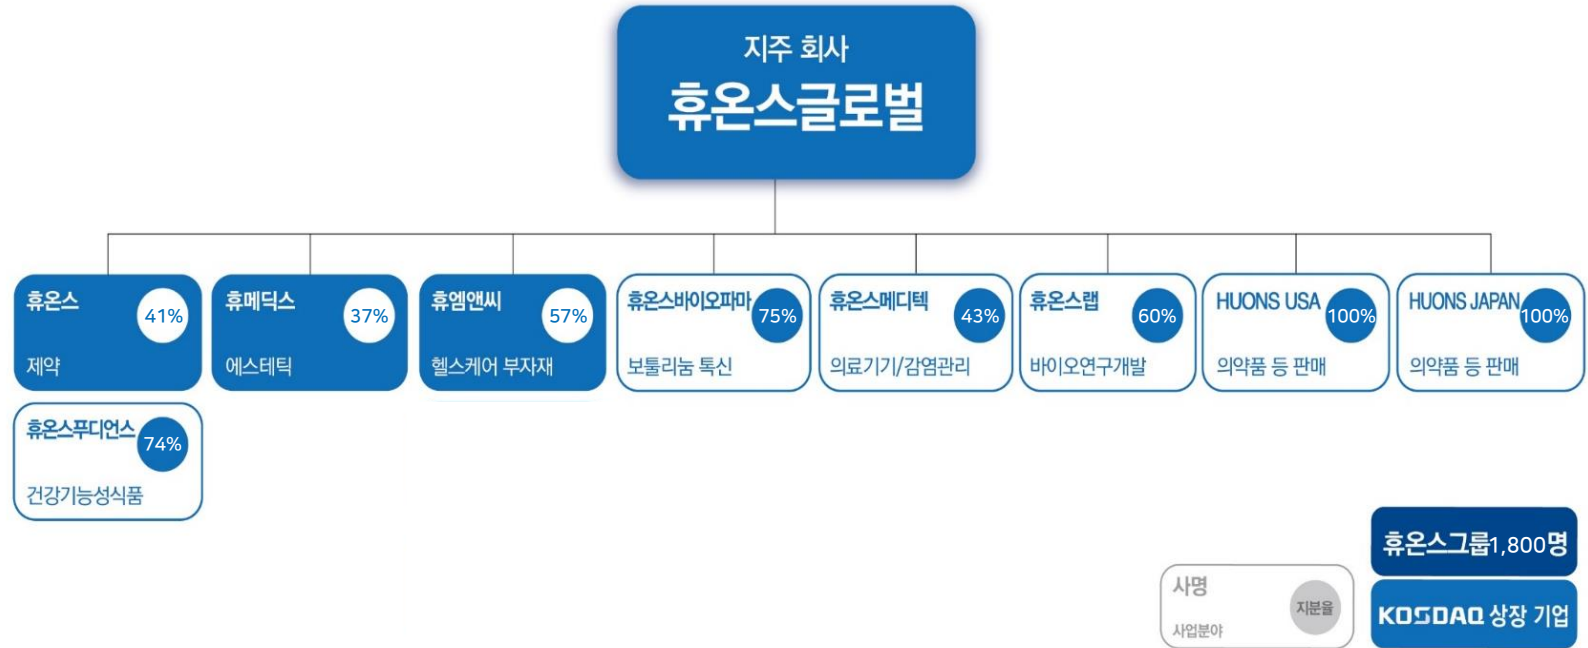 지주 회사
휴온스글로벌
휴온스
41%
제약
휴메딕스
37%
에스테틱
휴엠앤씨
57%
헬스케어 부자재
휴온스바이오파마
75%
보툴리눔 톡신
휴온스메디텍
43%
의료기기/감염관리
휴온스랩
60%
바이오연구개발
HUONS USA
100%
의약품 등 판매
HUONS JAPAN
100%
의약품 등 판매
휴온스푸디언스
74%
건강기능성식품
사명
지분율
사업분야
휴온스그룹1,800명
KOSDAQ 상장 기업